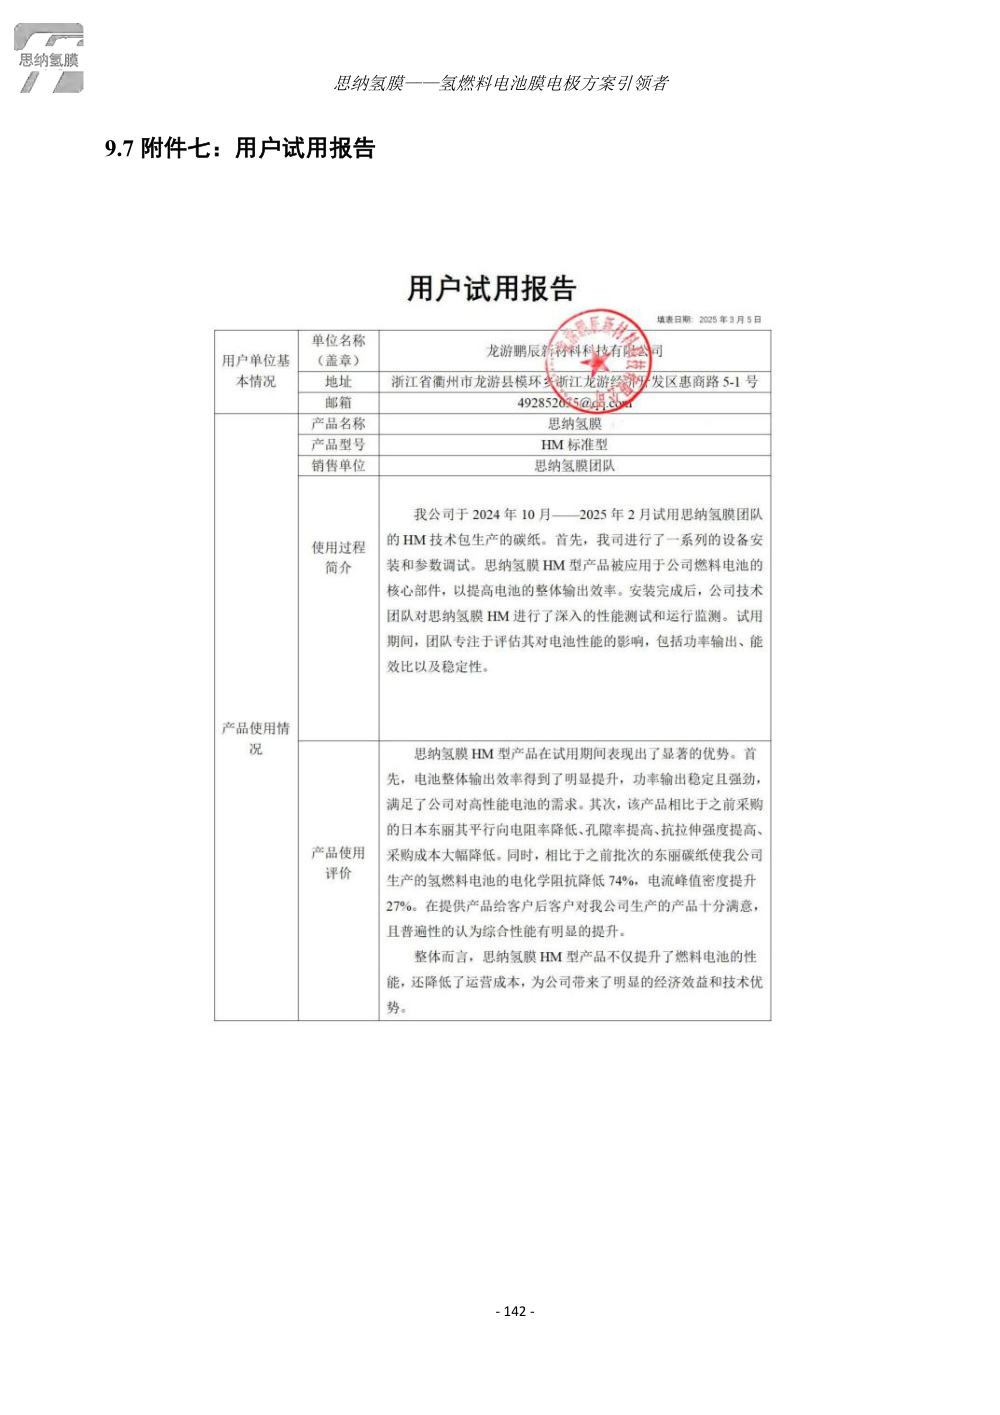 思纳氢膜
思纳氢膜——氢燃料电池膜电极方案引领者
9.7 附件七：用户试用报告
用户试用报告
填表日期: 2025 年 3 月 5 日
用户单位基
本情况
单位名称
（盖章）
龙游鹏辰新材料科技有限公司
地址
浙江省衢州市龙游县模环乡浙江龙游经济开发区惠商路 5-1 号
邮箱
产品使用情
况
产品名称
思纳氢膜
产品型号
HM 标准型
销售单位
思纳氢膜团队
使用过程
简介
我公司于 2024 年 10 月——2025 年 2 月试用思纳氢膜团队
的 HM 技术包生产的碳纸。首先，我司进行了一系列的设备安
装和参数调试。思纳氢膜 HM 型产品被应用于公司燃料电池的
核心部件，以提高电池的整体输出效率。安装完成后，公司技术
团队对思纳氢膜 HM 进行了深入的性能测试和运行监测。试用
期间，团队专注于评估其对电池性能的影响，包括功率输出、能
效比以及稳定性。
产品使用
评价
思纳氢膜 HM 型产品在试用期间表现出了显著的优势。首
先，电池整体输出效率得到了明显提升，功率输出稳定且强劲，
满足了公司对高性能电池的需求。其次，该产品相比于之前采购
的日本东丽其平行向电阻率降低、孔隙率提高、抗拉伸强度提高、
采购成本大幅降低。同时，相比于之前批次的东丽碳纸使我公司
生产的氢燃料电池的电化学阻抗降低 74%，电流峰值密度提升
27%。在提供产品给客户后客户对我公司生产的产品十分满意，
且普遍性的认为综合性能有明显的提升。
整体而言，思纳氢膜 HM 型产品不仅提升了燃料电池的性
能，还降低了运营成本，为公司带来了明显的经济效益和技术优
势。
- 142 -